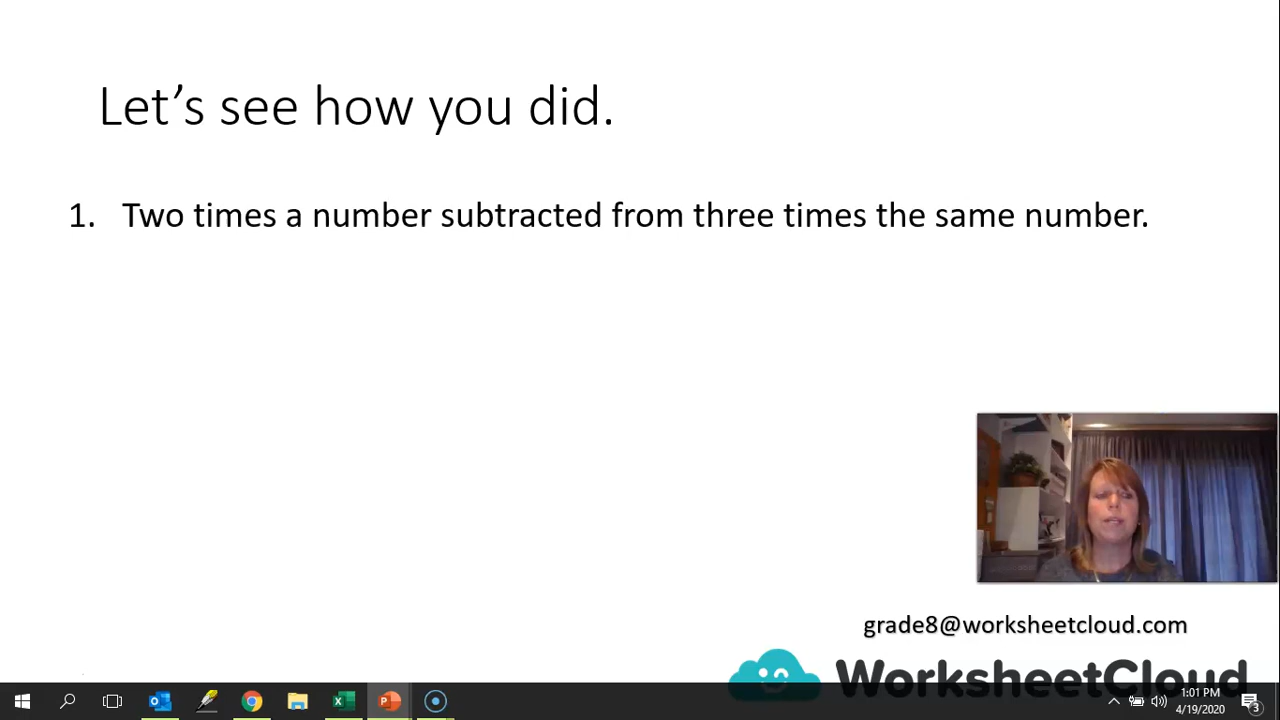 Let's see how you did.
1. Two times a number subtracted from three times the same number.
grade8@worksheetcloud.com
WorksheetCloud
1:01 PM
4/19/2020
3